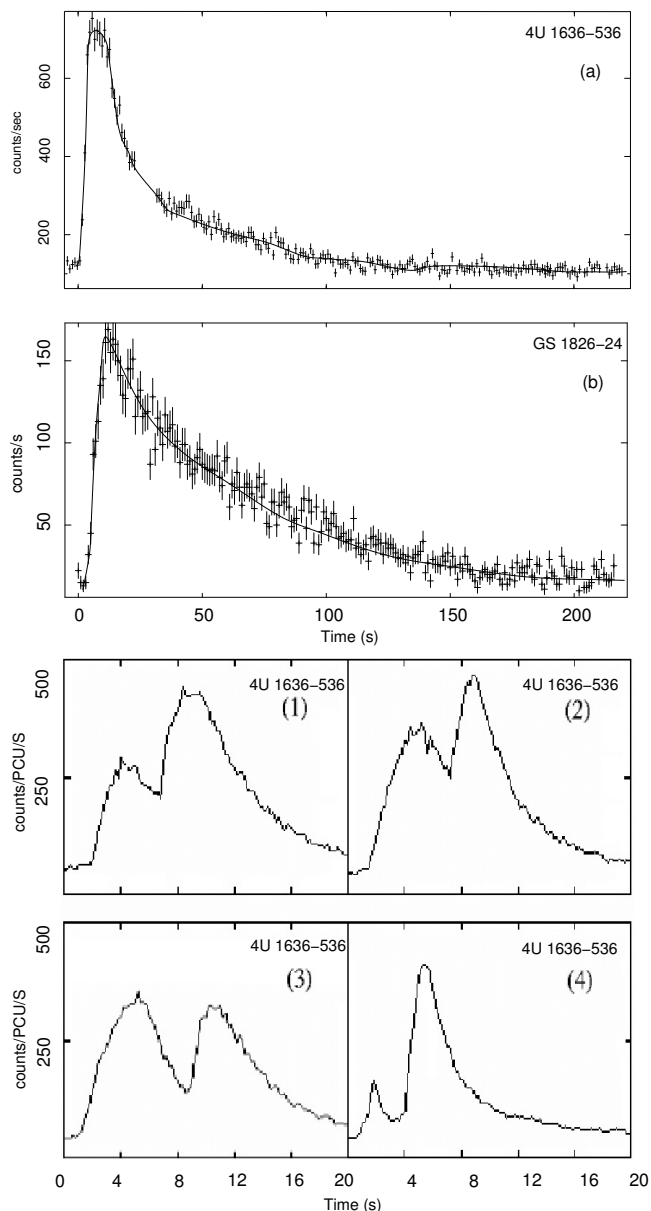 4U 1636−536
(a)
counts/sec
600
400
200
GS 1826−24
(b)
counts/s
150
100
50
0 50 100 150 200
Time (s)
4U 1636−536 4U 1636−536
(1) (2)
counts/PCU/S
500
250
4U 1636−536 4U 1636−536
(3) (4)
counts/PCU/S
500
250
0 4 8 12 16 20 4 8 12 16 20
Time (s) Time (s)